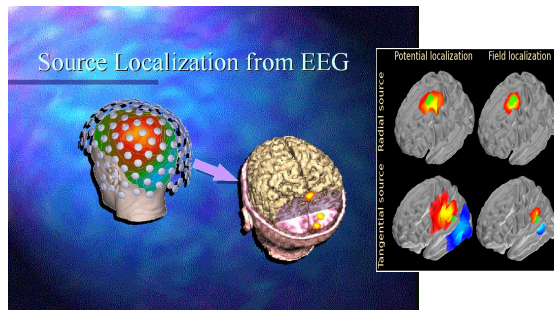 Source Localization from EEG
Potential localization
Field localization
Radial source
Tangential source